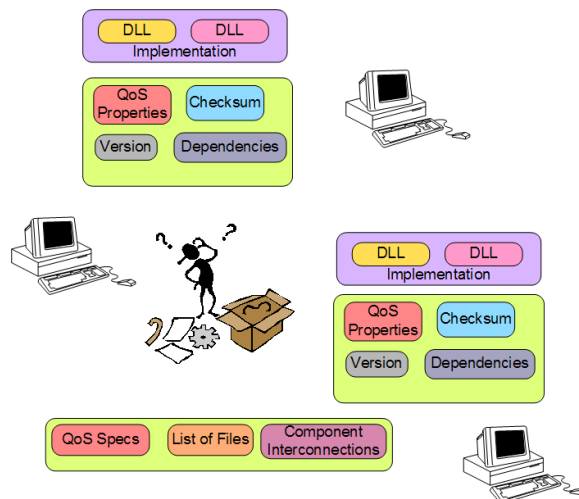 DLL DLL
Implementation
QoS
Properties
Checksum
Version
Dependencies
? ?
DLL DLL
Implementation
QoS
Properties
Checksum
Version
Dependencies
QoS Specs
List of Files
Component
Interconnections